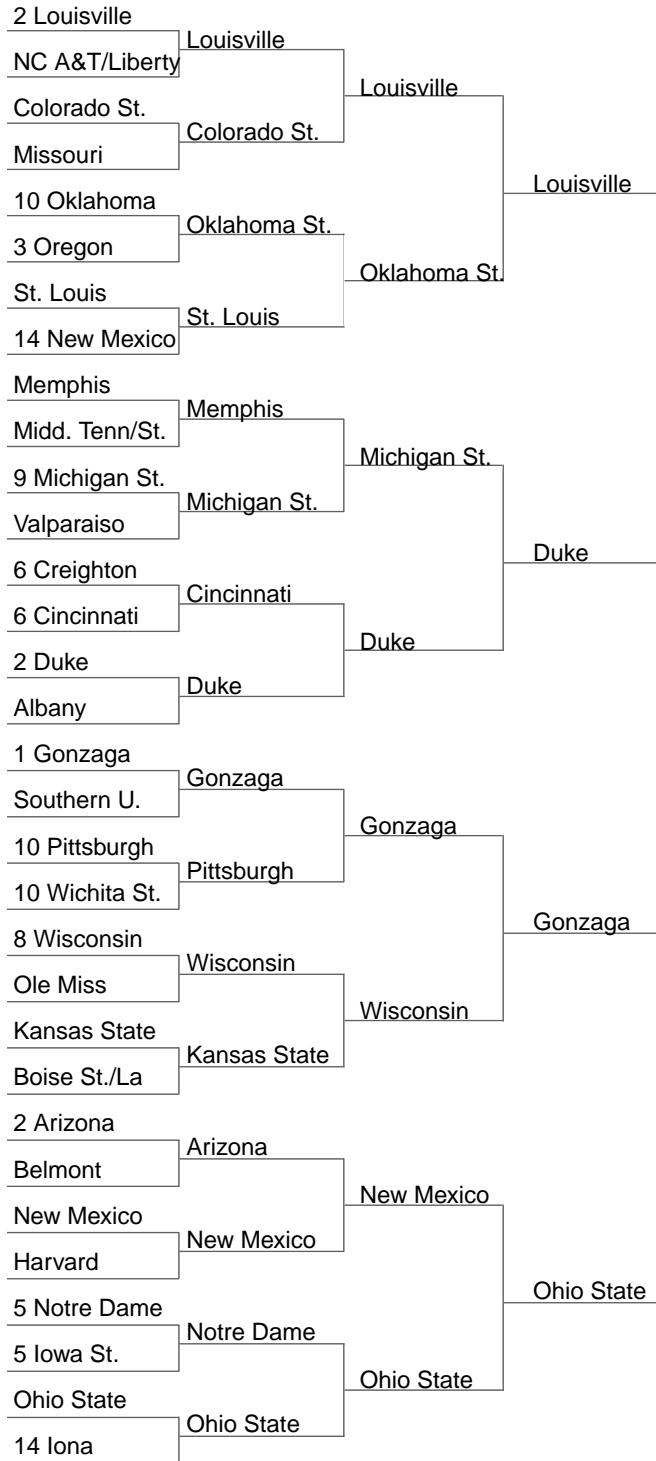 2 Louisville
NC A&T/Liberty
Colorado St.
Missouri
10 Oklahoma
3 Oregon
St. Louis
14 New Mexico
Memphis
Midd. Tenn/St.
9 Michigan St.
Valparaiso
6 Creighton
6 Cincinnati
2 Duke
Albany
1 Gonzaga
Southern U.
10 Pittsburgh
10 Wichita St.
8 Wisconsin
Ole Miss
Kansas State
Boise St./La
2 Arizona
Belmont
New Mexico
Harvard
5 Notre Dame
5 Iowa St.
Ohio State
14 Iona
Louisville
Colorado St.
Oklahoma St.
St. Louis
Memphis
Michigan St.
Cincinnati
Duke
Gonzaga
Pittsburgh
Wisconsin
Kansas State
Arizona
New Mexico
Notre Dame
Ohio State
Louisville
Oklahoma St.
Michigan St.
Duke
Gonzaga
Wisconsin
New Mexico
Ohio State
Louisville
Duke
Gonzaga
Ohio State